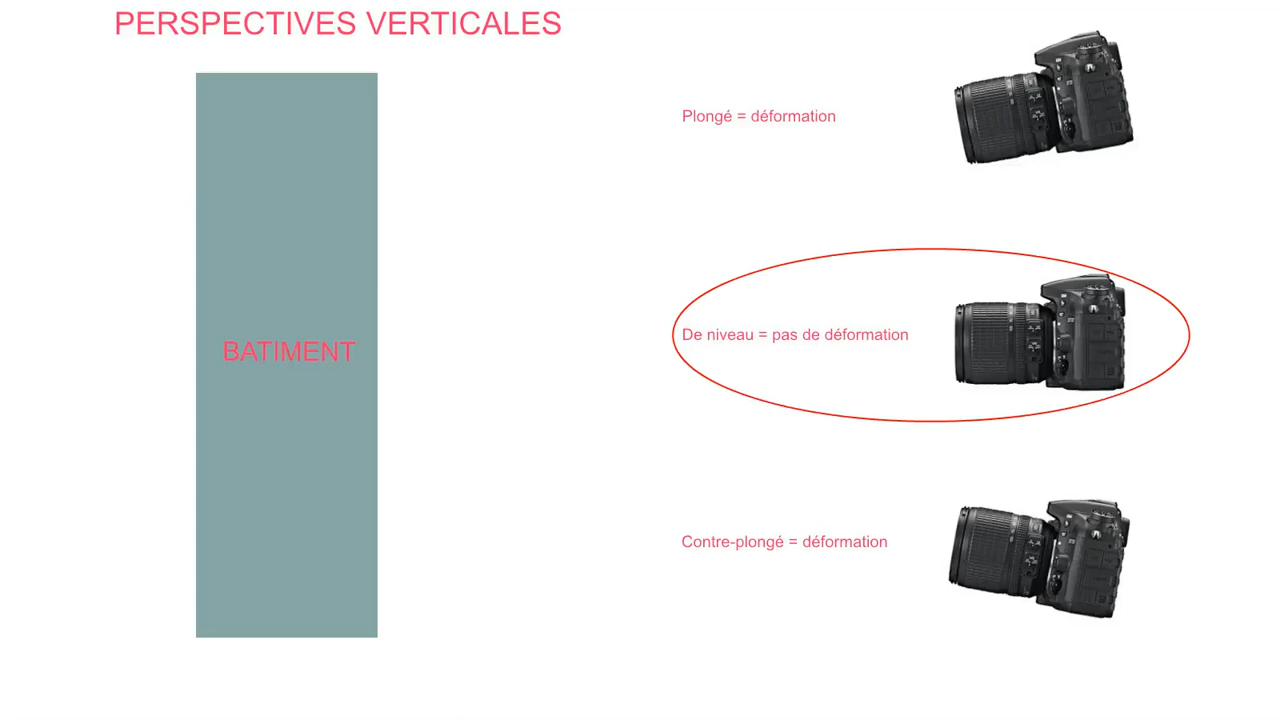 PERSPECTIVES VERTICALES
Plongé = déformation
De niveau = pas de déformation
BATIMENT
Contre-plongé = déformation